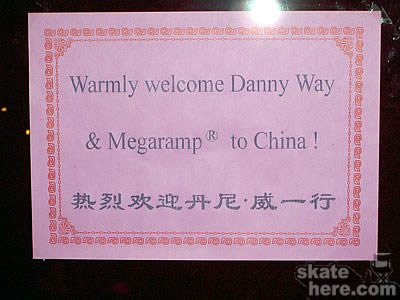 Warmly welcome Danny Way
& Megaramp® to China !
热烈欢迎丹尼·威一行
skate
here.com